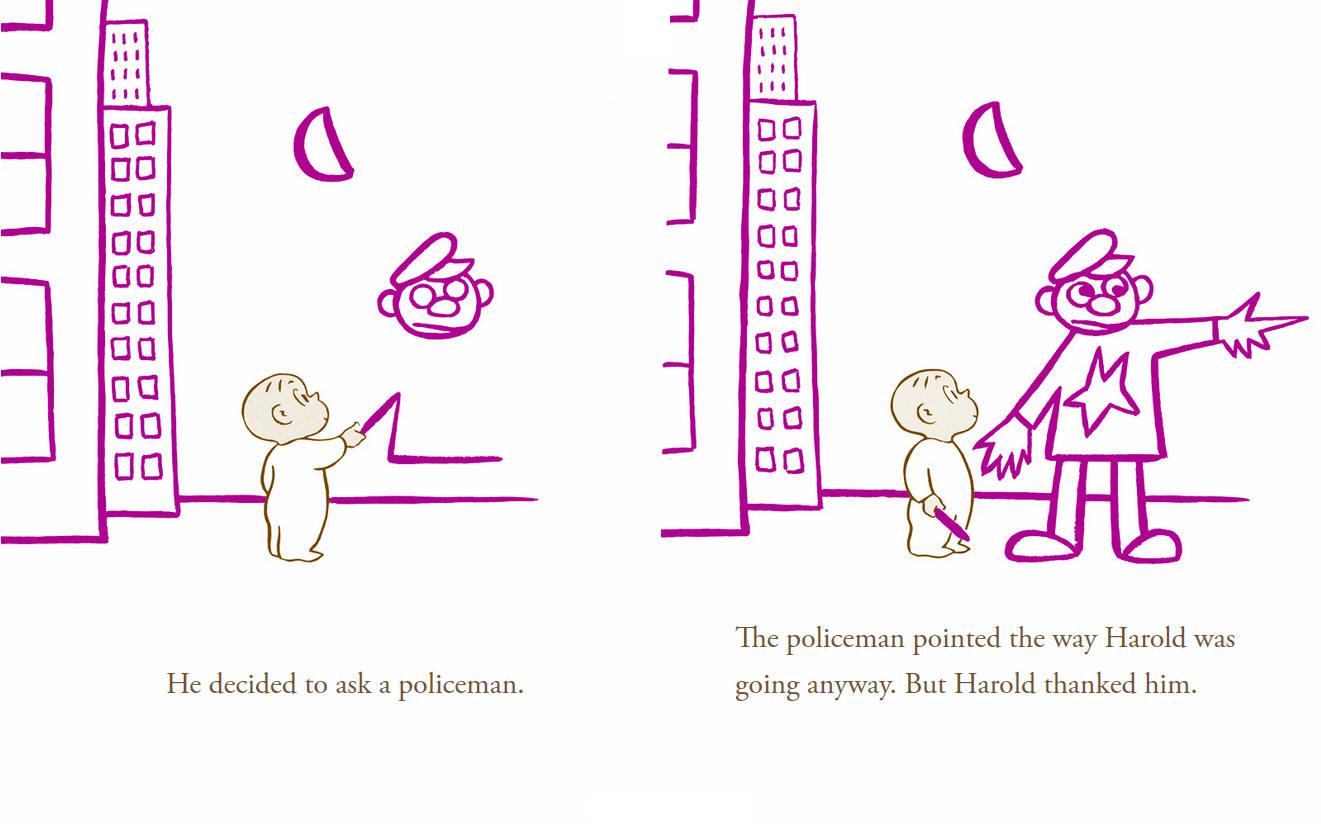 He decided to ask a policeman.
The policeman pointed the way Harold was
going anyway. But Harold thanked him.